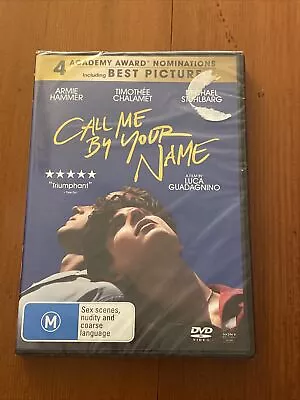 4 ACADEMY AWARD® NOMINATIONS
including BEST PICTURE
ARMIE HAMMER
TIMOTHÉE CHALAMET
MICHAEL STUHLBARG
CALL ME
BY YOUR
NAME
A FILM BY
LUCA
GUADAGNINO
★★★★★
"Triumphant"
M
Sex scenes,
nudity and
coarse
language
DVD
VIDEO